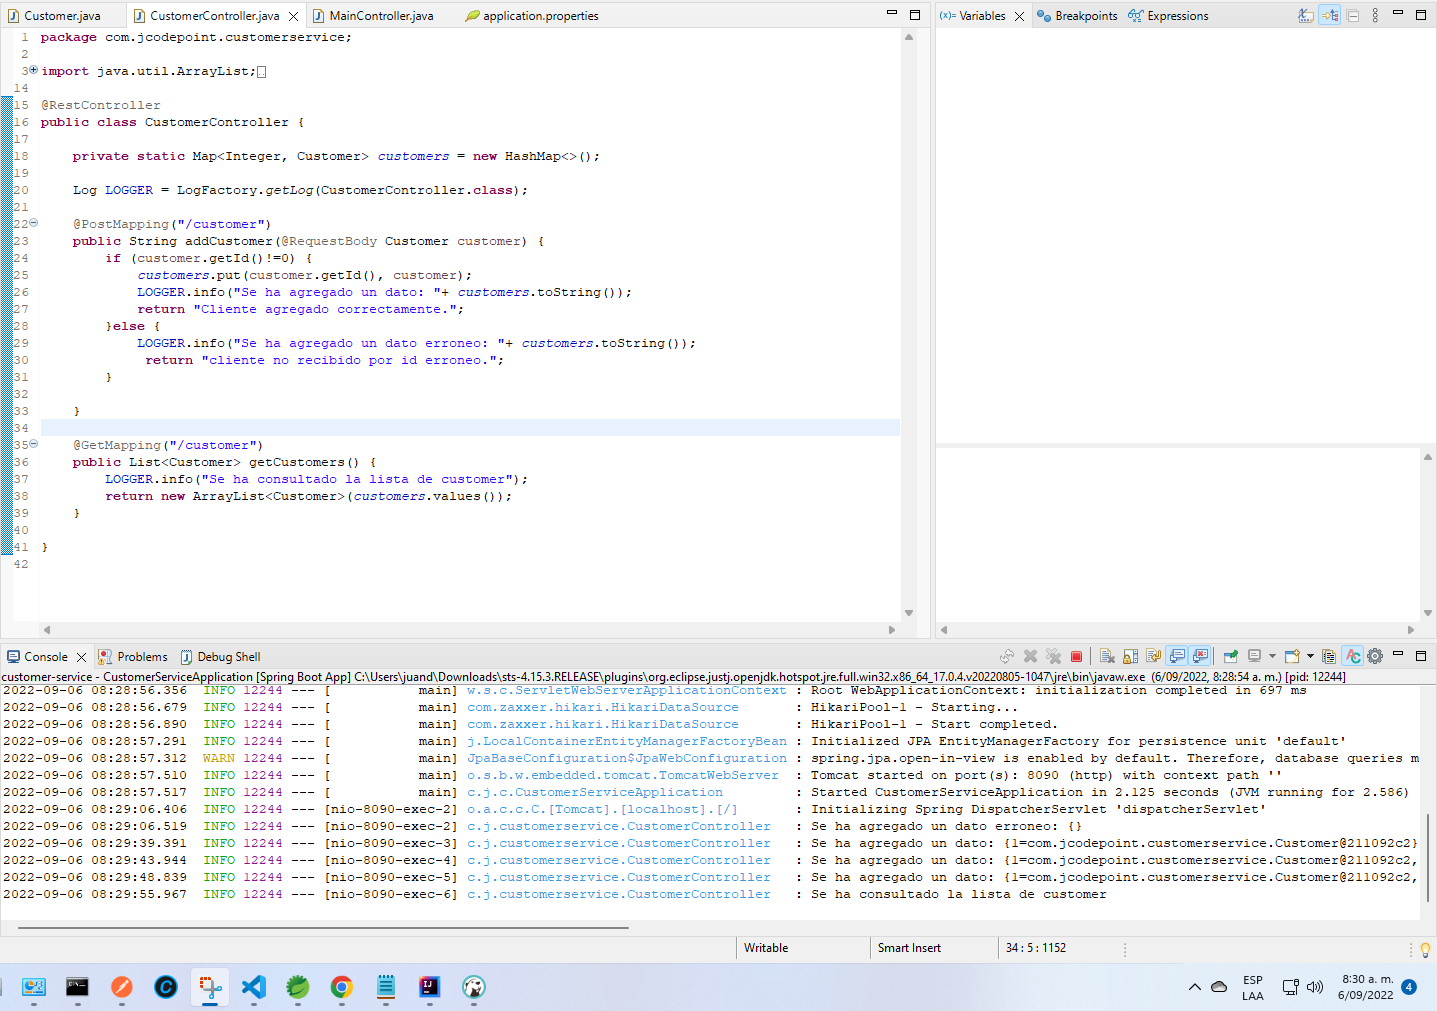 Customer.java CustomerController.java MainController.java application.properties
(x)= Variables Breakpoints Expressions
1 package com.jcodepoint.customerservice;
2
3 import java.util.ArrayList;
14
15 @RestController
16 public class CustomerController {
17
18 private static Map<Integer, Customer> customers = new HashMap<>();
19
20 Log LOGGER = LogFactory.getLog(CustomerController.class);
21
22 @PostMapping("/customer")
23 public String addCustomer(@RequestBody Customer customer) {
24 if (customer.getId()!=0) {
25 customers.put(customer.getId(), customer);
26 LOGGER.info("Se ha agregado un dato: "+ customers.toString());
27 return "Cliente agregado correctamente.";
28 }else {
29 LOGGER.info("Se ha agregado un dato erroneo: "+ customers.toString());
30 return "cliente no recibido por id erroneo.";
31 }
32
33 }
34
35 @GetMapping("/customer")
36 public List<Customer> getCustomers() {
37 LOGGER.info("Se ha consultado la lista de customer");
38 return new ArrayList<Customer>(customers.values());
39 }
40
41 }
42
Console Problems Debug Shell
customer-service - CustomerServiceApplication [Spring Boot App] C:\Users\juand\Downloads\sts-4.15.3.RELEASE\plugins\org.eclipse.justj.openjdk.hotspot.jre.full.win32.x86_64_17.0.4.v20220805-1047\jre\bin\javaw.exe (6/09/2022, 8:28:54 a. m.) [pid: 12244]
2022-09-06 08:28:56.356 INFO 12244 --- [ main] w.s.c.ServletWebServerApplicationContext : Root WebApplicationContext: initialization completed in 697 ms
2022-09-06 08:28:56.679 INFO 12244 --- [ main] com.zaxxer.hikari.HikariDataSource : HikariPool-1 - Starting...
2022-09-06 08:28:56.890 INFO 12244 --- [ main] com.zaxxer.hikari.HikariDataSource : HikariPool-1 - Start completed.
2022-09-06 08:28:57.291 INFO 12244 --- [ main] j.LocalContainerEntityManagerFactoryBean : Initialized JPA EntityManagerFactory for persistence unit 'default'
2022-09-06 08:28:57.312 WARN 12244 --- [ main] JpaBaseConfiguration$JpaWebConfiguration : spring.jpa.open-in-view is enabled by default. Therefore, database queries m
2022-09-06 08:28:57.510 INFO 12244 --- [ main] o.s.b.w.embedded.tomcat.TomcatWebServer : Tomcat started on port(s): 8090 (http) with context path ''
2022-09-06 08:28:57.517 INFO 12244 --- [ main] c.j.c.CustomerServiceApplication : Started CustomerServiceApplication in 2.125 seconds (JVM running for 2.586)
2022-09-06 08:29:06.406 INFO 12244 --- [nio-8090-exec-2] o.a.c.c.C.[Tomcat].[localhost].[/] : Initializing Spring DispatcherServlet 'dispatcherServlet'
2022-09-06 08:29:06.519 INFO 12244 --- [nio-8090-exec-2] c.j.customerservice.CustomerController : Se ha agregado un dato erroneo: {}
2022-09-06 08:29:39.391 INFO 12244 --- [nio-8090-exec-3] c.j.customerservice.CustomerController : Se ha agregado un dato: {1=com.jcodepoint.customerservice.Customer@211092c2}
2022-09-06 08:29:43.944 INFO 12244 --- [nio-8090-exec-4] c.j.customerservice.CustomerController : Se ha agregado un dato: {1=com.jcodepoint.customerservice.Customer@211092c2,
2022-09-06 08:29:48.839 INFO 12244 --- [nio-8090-exec-5] c.j.customerservice.CustomerController : Se ha agregado un dato: {1=com.jcodepoint.customerservice.Customer@211092c2,
2022-09-06 08:29:55.967 INFO 12244 --- [nio-8090-exec-6] c.j.customerservice.CustomerController : Se ha consultado la lista de customer
Writable Smart Insert 34 : 5 : 1152
ESP
LAA
8:30 a. m.
6/09/2022
4